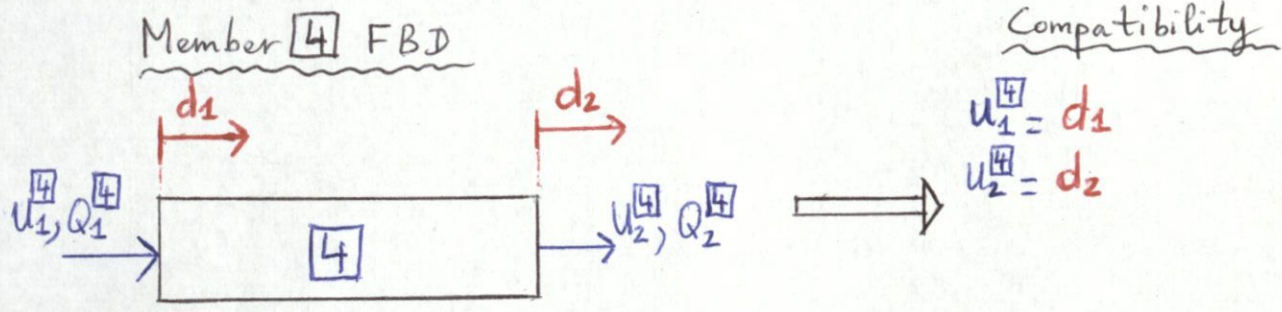 Member 4 FBD
Compatibility
d1
d2
u1^4 = d1
u2^4 = d2
u1^4, Q1^4
4
u2^4, Q2^4